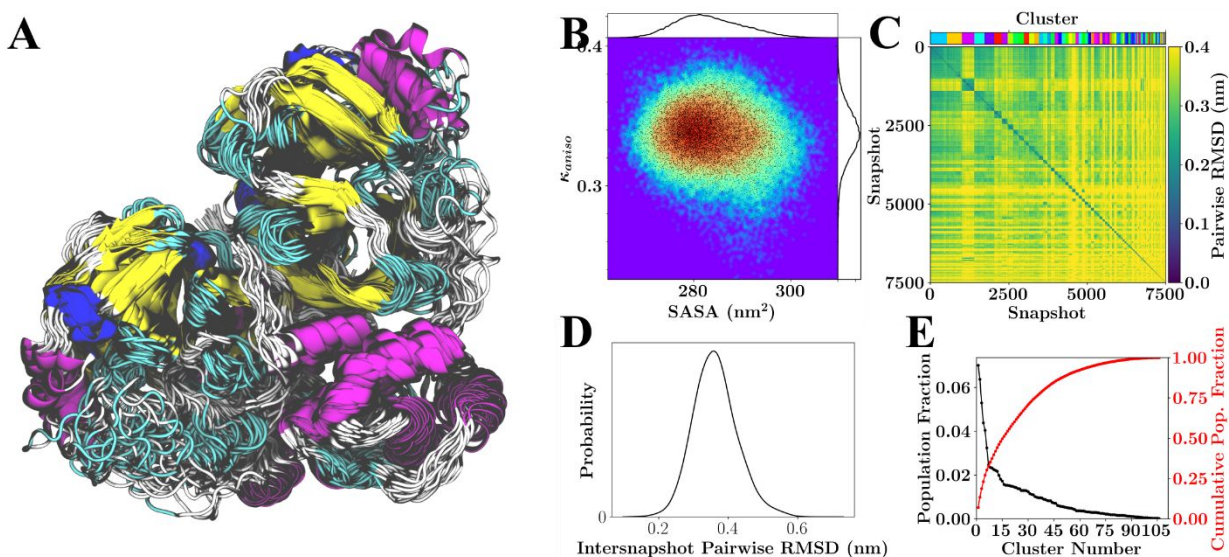 A
B
0.4
0.3
κaniso
280
300
SASA (nm²)
C
Cluster
0
2500
5000
7500
Snapshot
0
2500
5000
7500
Snapshot
0.4
0.3
0.2
0.1
0.0
Pairwise RMSD (nm)
D
Probability
0
0.2
0.4
0.6
Intersnapshot Pairwise RMSD (nm)
E
Population Fraction
0.06
0.04
0.02
0.00
1.00
0.75
0.50
0.25
0.00
Cumulative Pop. Fraction
1 15 30 45 60 75 90 105
Cluster Number